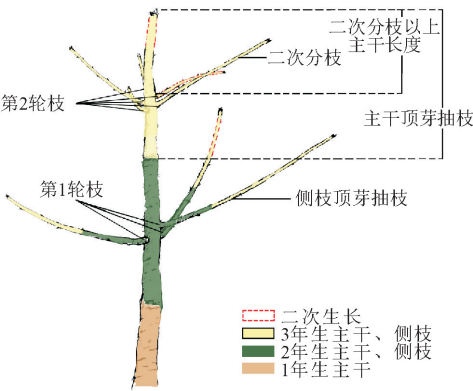 二次分枝以上
主干长度
二次分枝
第2轮枝
主干顶芽抽枝
第1轮枝
侧枝顶芽抽枝
二次生长
3年生主干、侧枝
2年生主干、侧枝
1年生主干